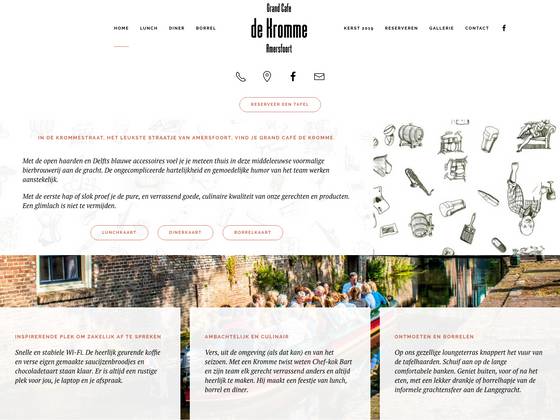 HOME LUNCH DINER BORREL
Grand Cafe
de Kromme
Amersfoort
KERST 2019 RESERVEREN GALLERIE CONTACT
RESERVEER EEN TAFEL
IN DE KROMMESTRAAT, HET LEUKSTE STRAATJE VAN AMERSFOORT, VIND JE GRAND CAFÉ DE KROMME.
Met de open haarden en Delfts blauwe accessoires voel je je meteen thuis in deze middeleeuwse voormalige
bierbrouwerij aan de gracht. De ongecompliceerde hartelijkheid en gemoedelijke humor van het team werken
aanstekelijk.
Met de eerste hap of slok proef je de pure, en verrassend goede, culinaire kwaliteit van onze gerechten en producten.
Een glimlach is niet te vermijden.
LUNCHKAART DINERKAART BORRELKAART
INSPIRERENDE PLEK OM ZAKELIJK AF TE SPREKEN
Snelle en stabiele Wi-Fi. De heerlijk geurende koffie
en verse eigen gemaakte saucijzenbroodjes en
chocoladetaart staan klaar. Er is altijd een rustige
plek voor jou, je laptop en je afspraak.
AMBACHTELIJK EN CULINAIR
Vers, uit de omgeving (als dat kan) en van het
seizoen. Met een Kromme twist weten Chef-kok Bart
en zijn team elk gerecht verrassend anders en altijd
heerlijk te maken. Hij maakt een feestje van lunch,
borrel en diner.
ONTMOETEN EN BORRELEN
Op ons gezellige loungeterras knappert het vuur van
de tafelhaarden. Schuif aan op de lange
comfortabele banken. Geniet buiten, voor of na het
eten, met een lekker drankje of borrelhapje van de
informele grachtensfeer aan de Langegracht.